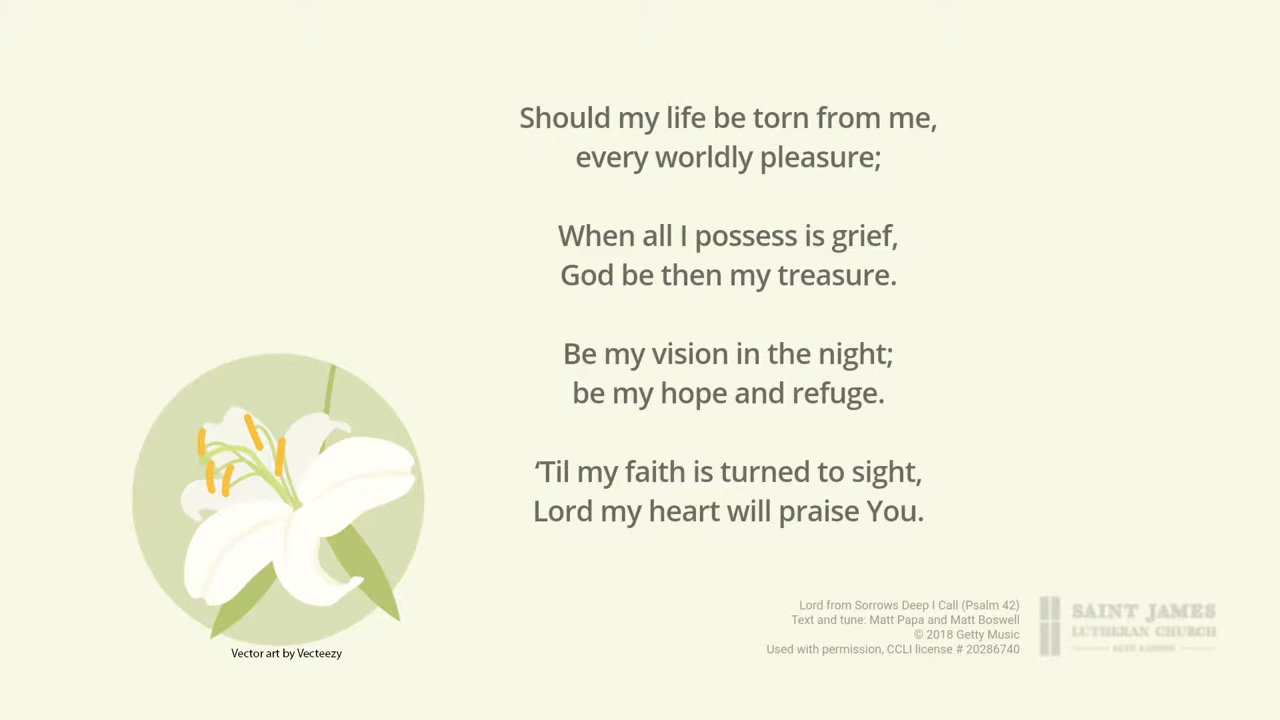 Should my life be torn from me,
every worldly pleasure;
When all I possess is grief,
God be then my treasure.
Be my vision in the night;
be my hope and refuge.
‘Til my faith is turned to sight,
Lord my heart will praise You.
Lord from Sorrows Deep I Call (Psalm 42)
Text and tune: Matt Papa and Matt Boswell
© 2018 Getty Music
Used with permission, CCLI license # 20286740
SAINT JAMES
LUTHERAN CHURCH
Vector art by Vecteezy